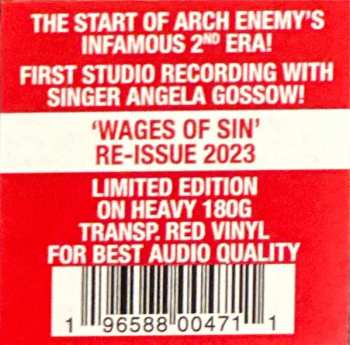 THE START OF ARCH ENEMY'S
INFAMOUS 2ND ERA!
FIRST STUDIO RECORDING WITH
SINGER ANGELA GOSSOW!
'WAGES OF SIN'
RE-ISSUE 2023
LIMITED EDITION
ON HEAVY 180G
TRANSP. RED VINYL
FOR BEST AUDIO QUALITY
1 96588 00471 1